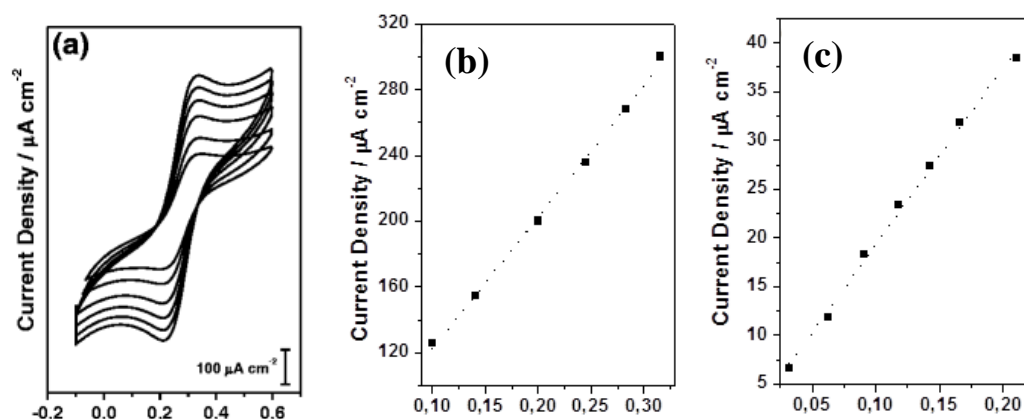 (a)
Current Density / µA cm-2
100 µA cm-2
-0.2 0.0 0.2 0.4 0.6
(b)
Current Density / µA cm-2
320
280
240
200
160
120
0,10 0,15 0,20 0,25 0,30
(c)
Current Density / µA cm-2
40
35
30
25
20
15
10
5
0,05 0,10 0,15 0,20